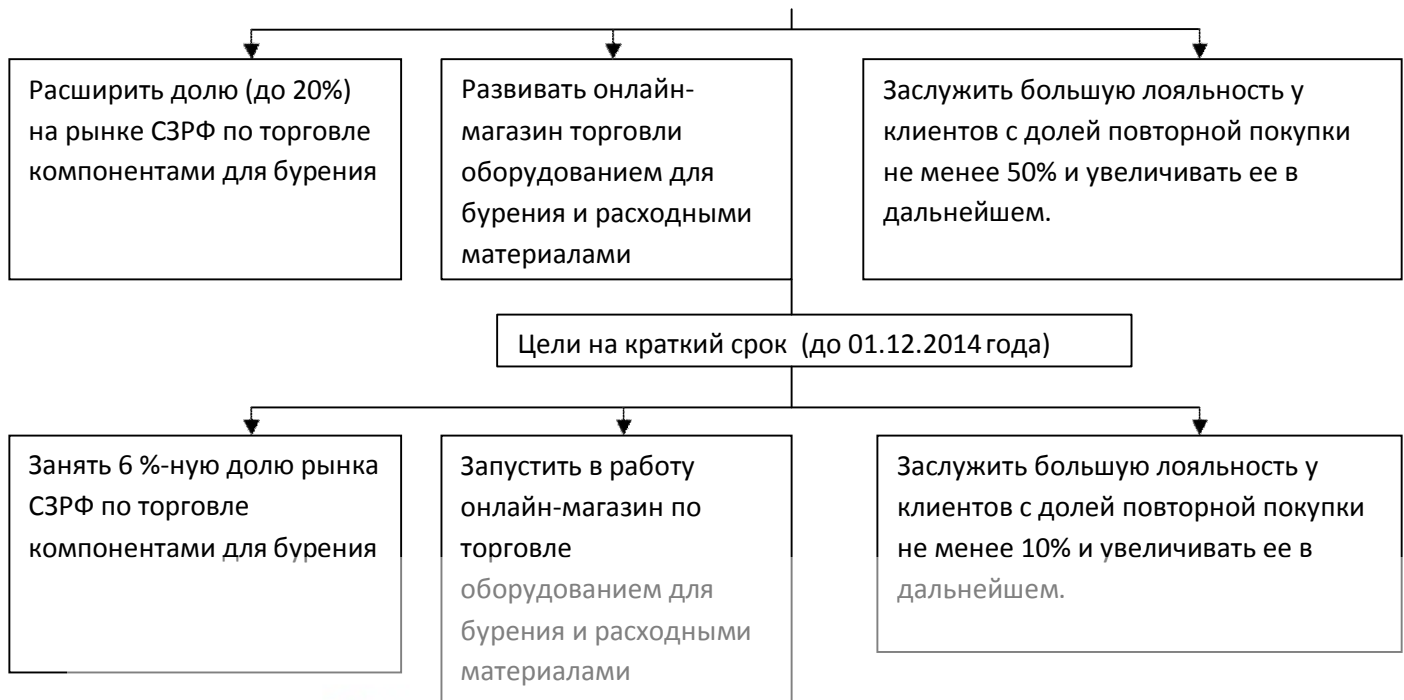 Расширить долю (до 20%)
на рынке СЗРФ по торговле
компонентами для бурения
Развивать онлайн-
магазин торговли
оборудованием для
бурения и расходными
материалами
Заслужить большую лояльность у
клиентов с долей повторной покупки
не менее 50% и увеличивать ее в
дальнейшем.
Цели на краткий срок (до 01.12.2014 года)
Занять 6 %-ную долю рынка
СЗРФ по торговле
компонентами для бурения
Запустить в работу
онлайн-магазин по
торговле
оборудованием для
бурения и расходными
материалами
Заслужить большую лояльность у
клиентов с долей повторной покупки
не менее 10% и увеличивать ее в
дальнейшем.